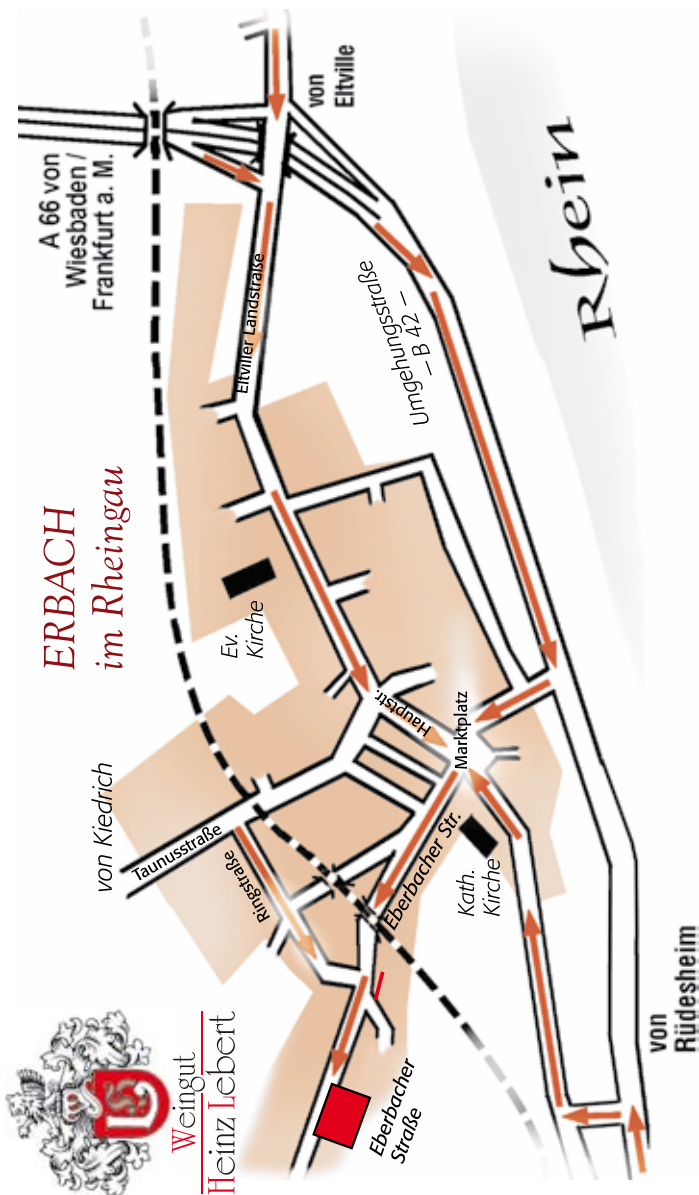 ERBACH
im Rheingau
A 66 von
Wiesbaden /
Frankfurt a. M.
von
Eltville
Rhein
Eltviller Landstraße
Umgehungsstraße
– B 42 –
Ev.
Kirche
Hauptstr.
Marktplatz
von Kiedrich
Taunusstraße
Ringstraße
Eberbacher Str.
Kath.
Kirche
von
Rüdesheim
Eberbacher
Straße
Weingut
Heinz Lebert